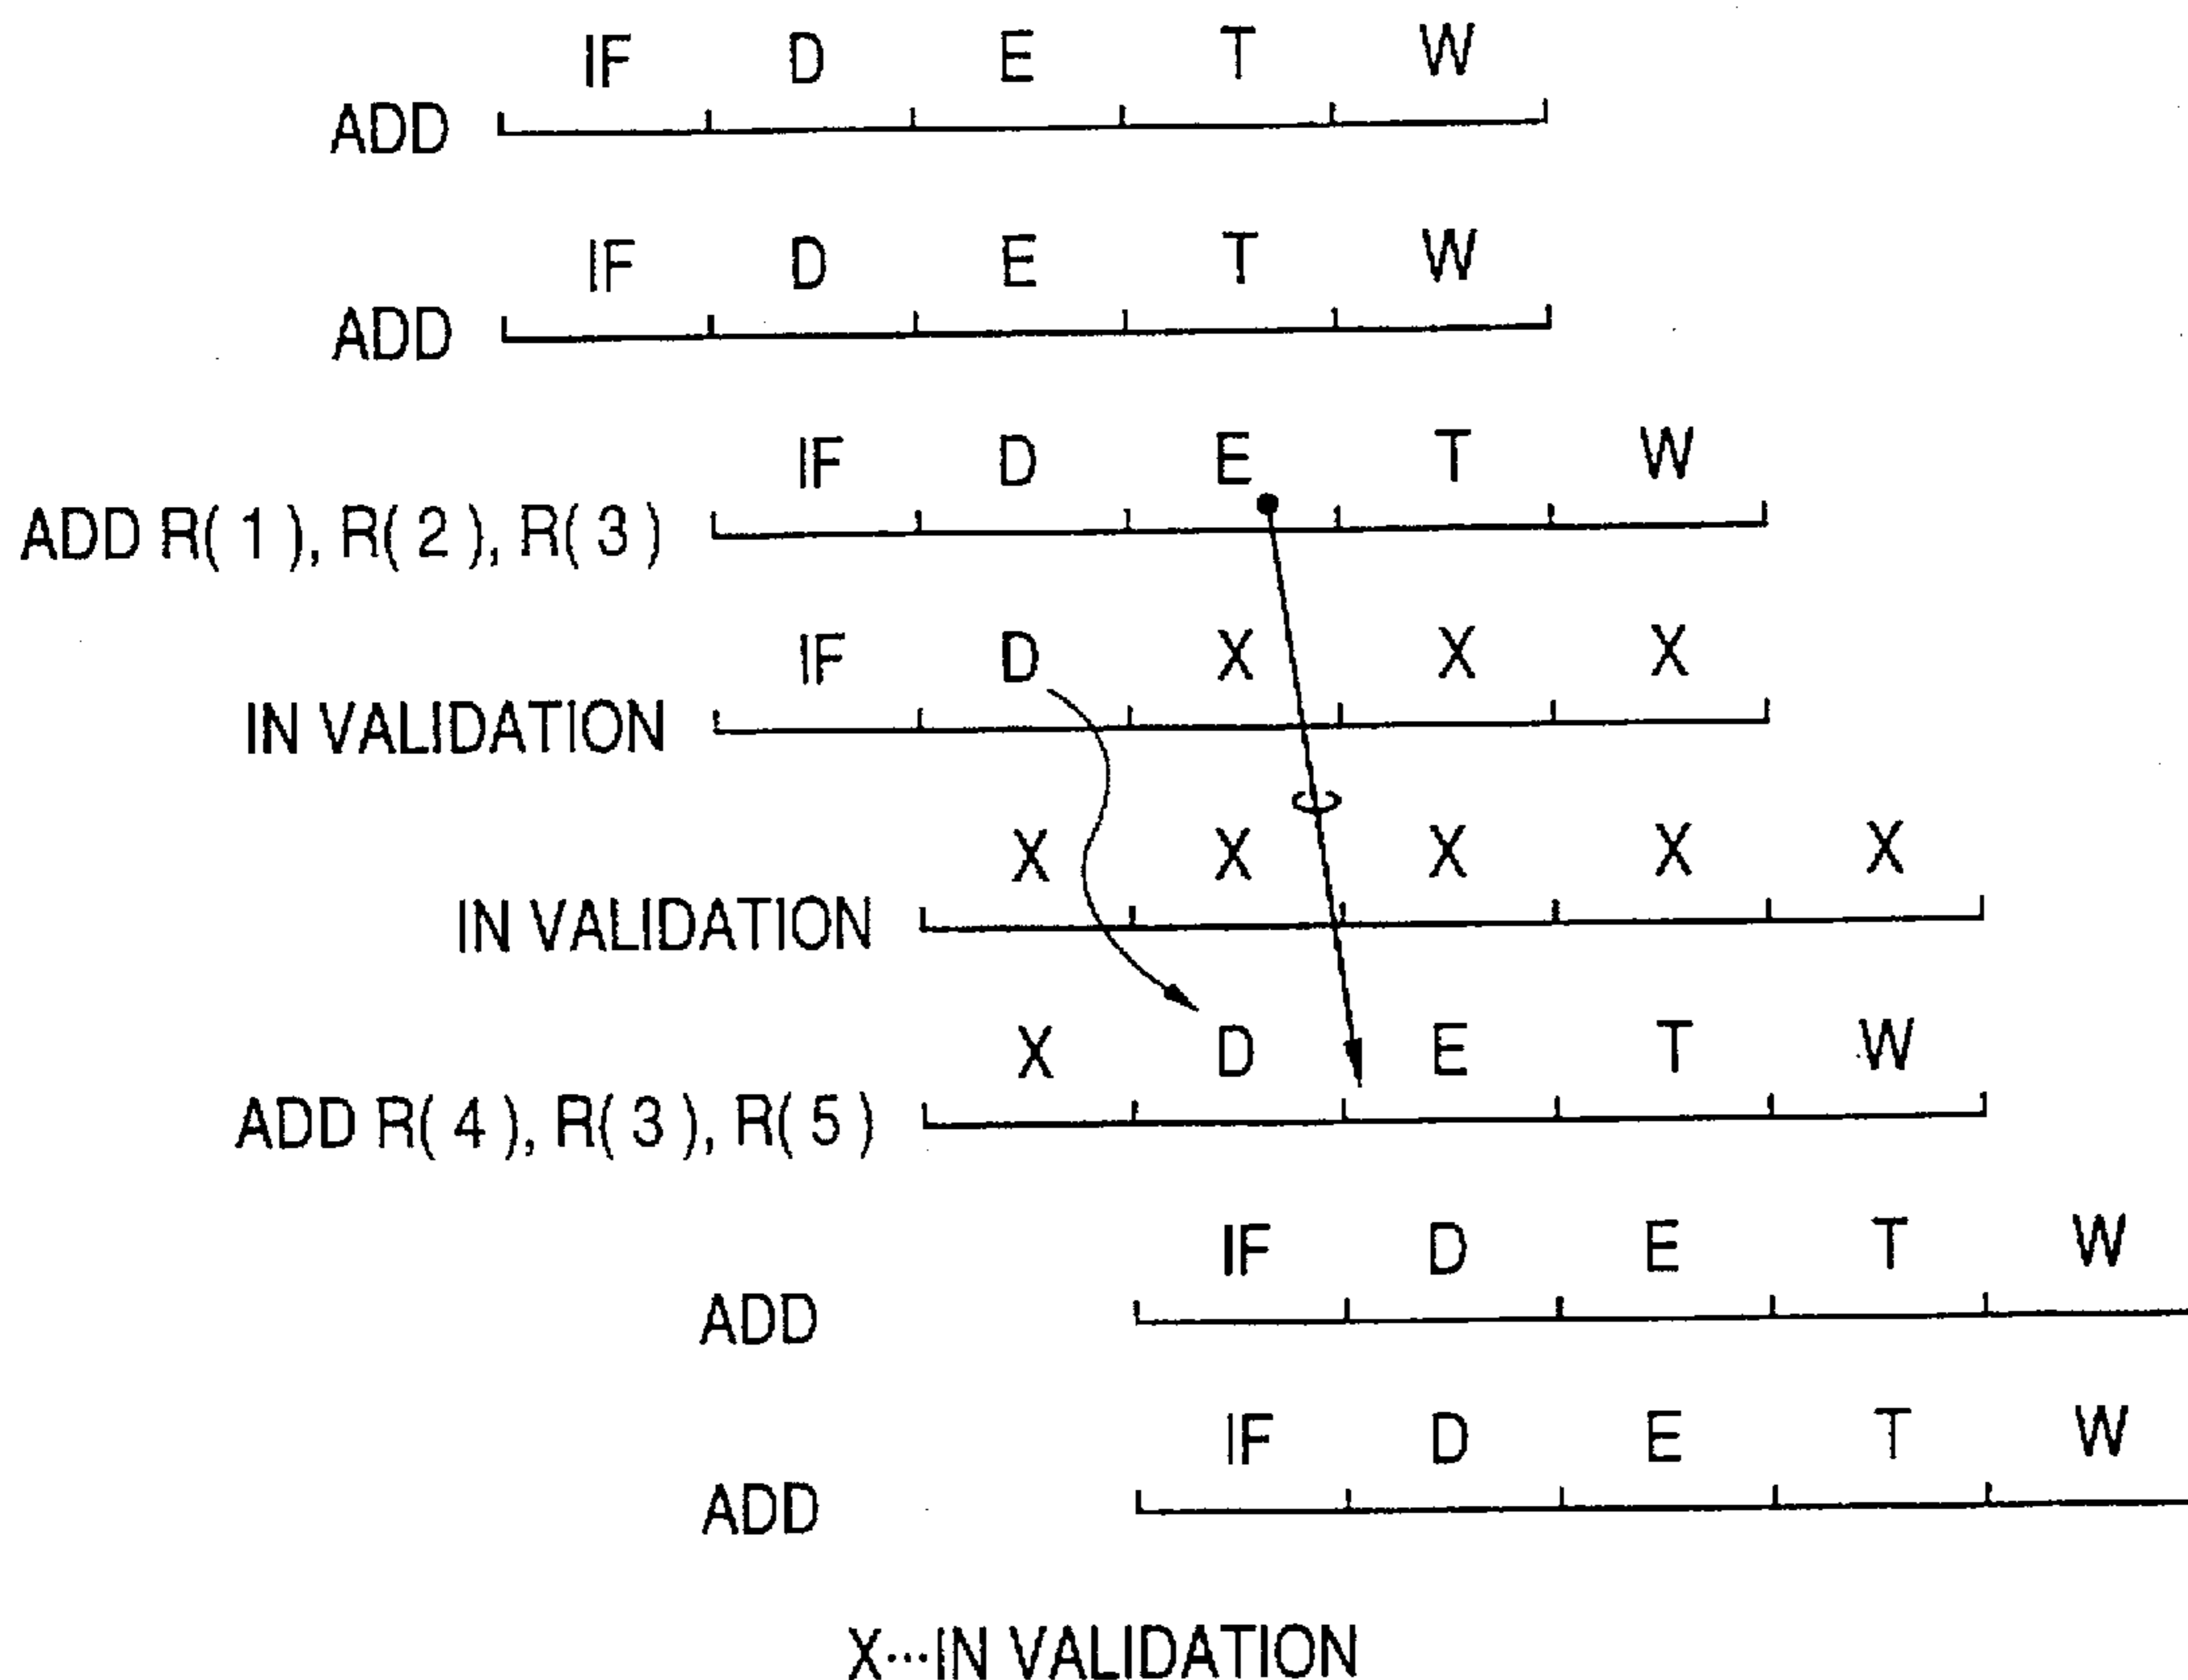 IF D E T W
ADD
IF D E T W
ADD
IF D E T W
ADD R(1), R(2), R(3)
IF D X X X
IN VALIDATION
X X X X X
IN VALIDATION
X D E T W
ADD R(4), R(3), R(5)
IF D E T W
ADD
IF D E T W
ADD
X···IN VALIDATION